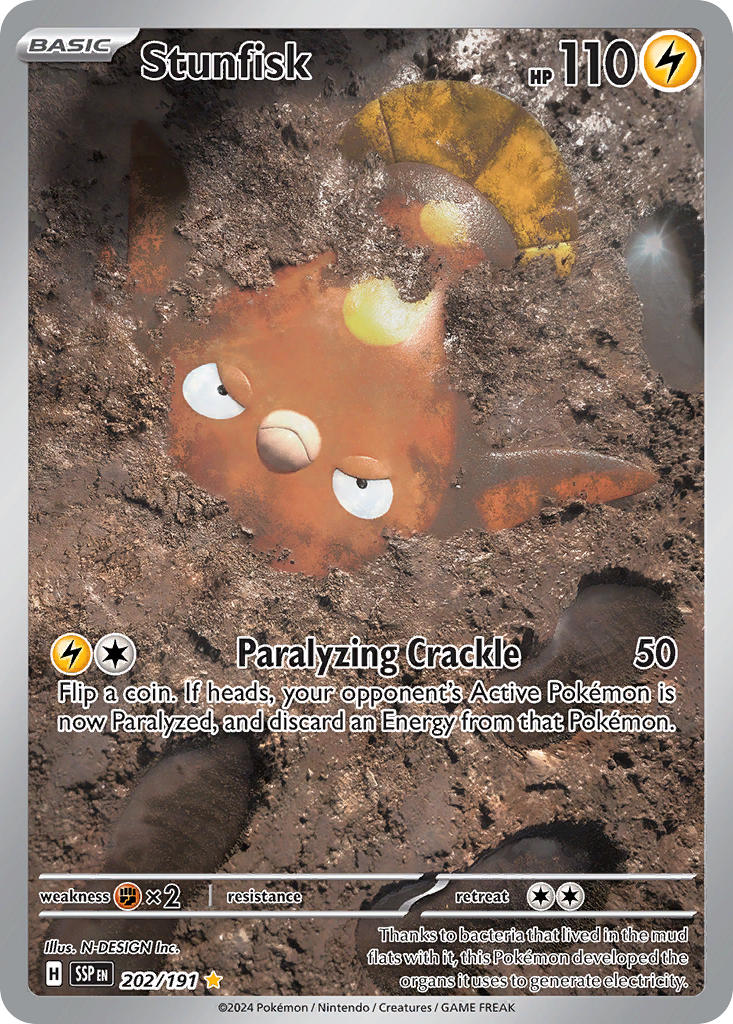 BASIC
Stunfisk
HP 110
Paralyzing Crackle 50
Flip a coin. If heads, your opponent's Active Pokémon is
now Paralyzed, and discard an Energy from that Pokémon.
weakness ×2 resistance retreat
Illus. N-DESIGN Inc.
Thanks to bacteria that lived in the mud
flats with it, this Pokémon developed the
organs it uses to generate electricity.
H SSP EN 202/191
©2024 Pokémon / Nintendo / Creatures / GAME FREAK